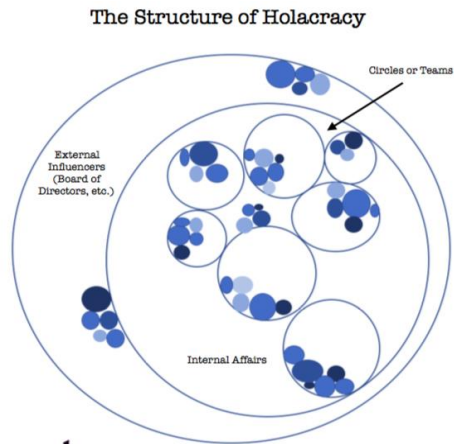 The Structure of Holacracy
Circles or Teams
External
Influencers
(Board of
Directors, etc.)
Internal Affairs